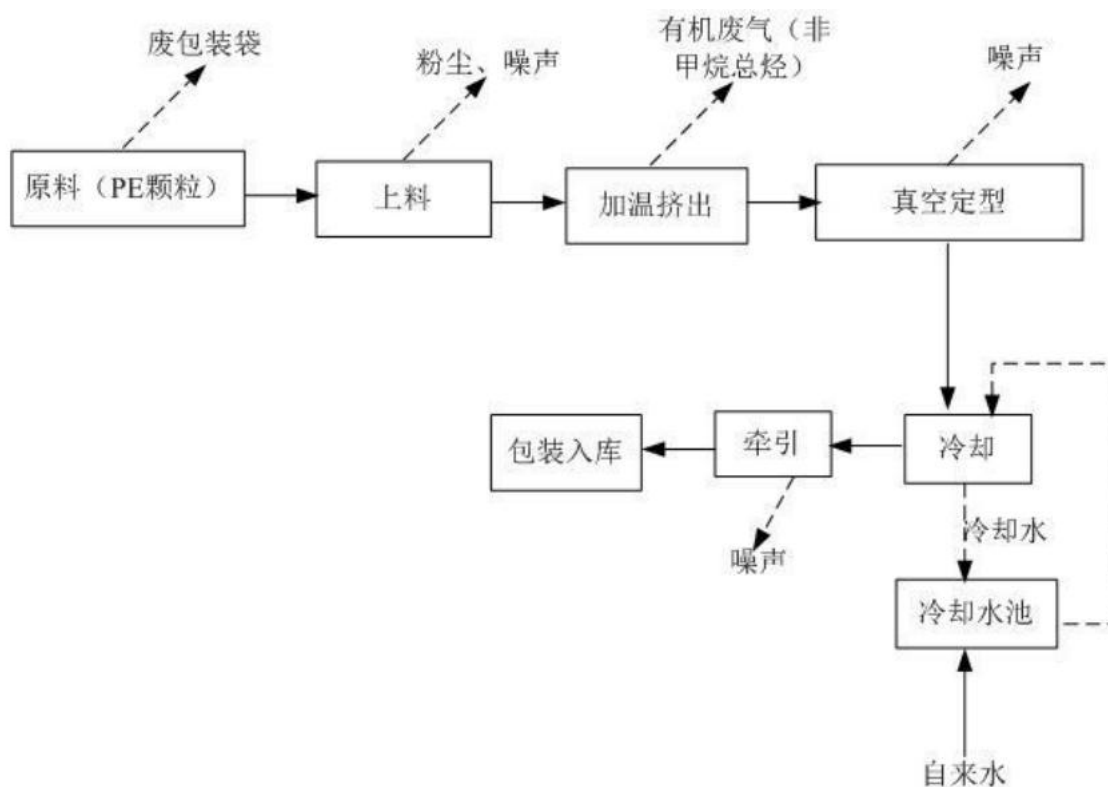 废包装袋
粉尘、噪声
有机废气（非
甲烷总烃）
噪声
原料（PE颗粒）
上料
加温挤出
真空定型
包装入库
牵引
冷却
噪声
冷却水
冷却水池
自来水